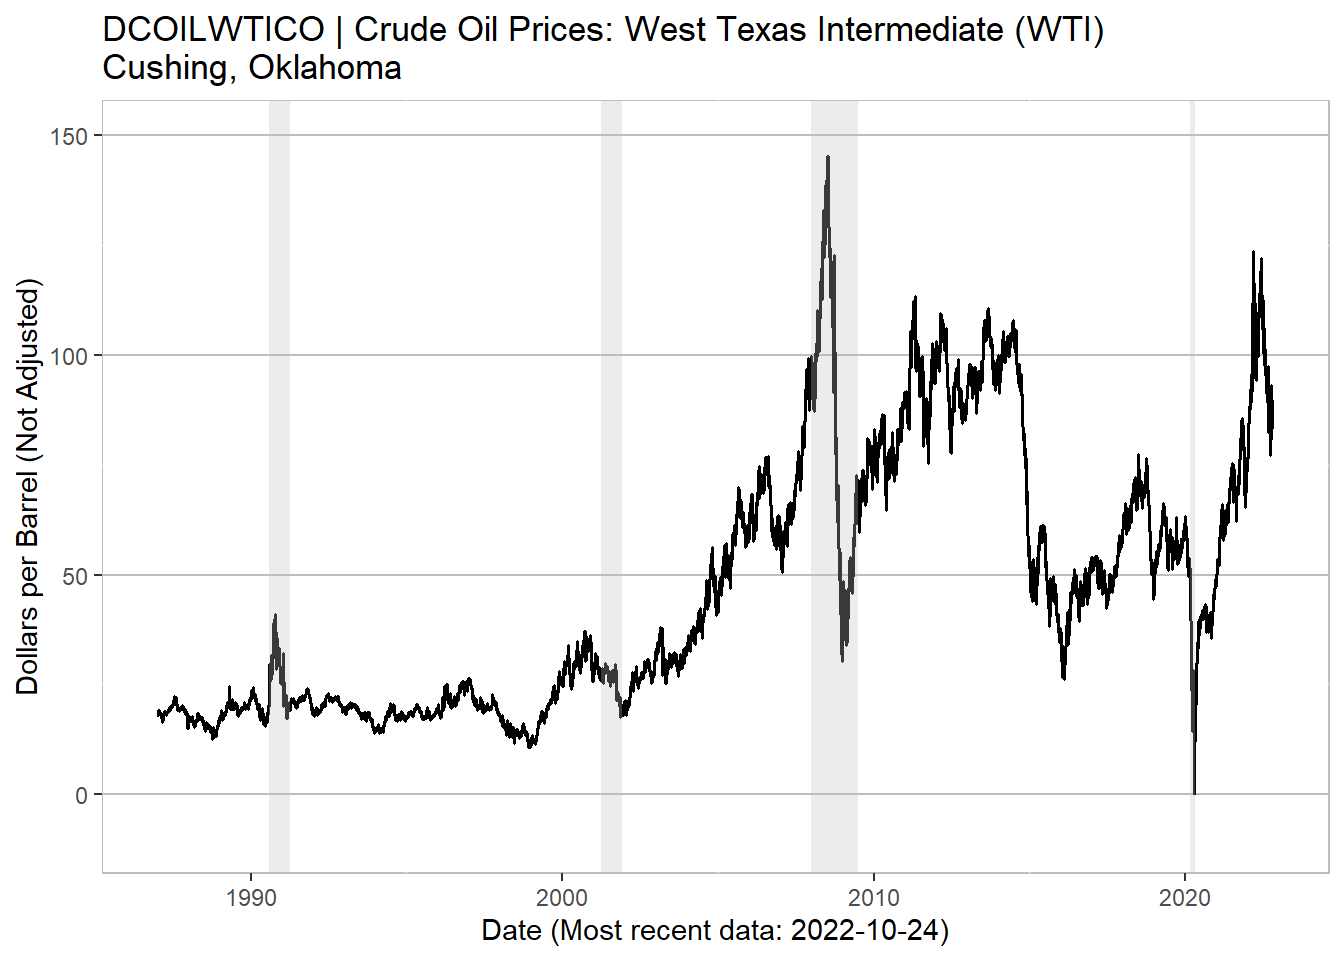 DCOILWTICO | Crude Oil Prices: West Texas Intermediate (WTI)
Cushing, Oklahoma
Dollars per Barrel (Not Adjusted)
150
100
50
0
1990
2000
2010
2020
Date (Most recent data: 2022-10-24)